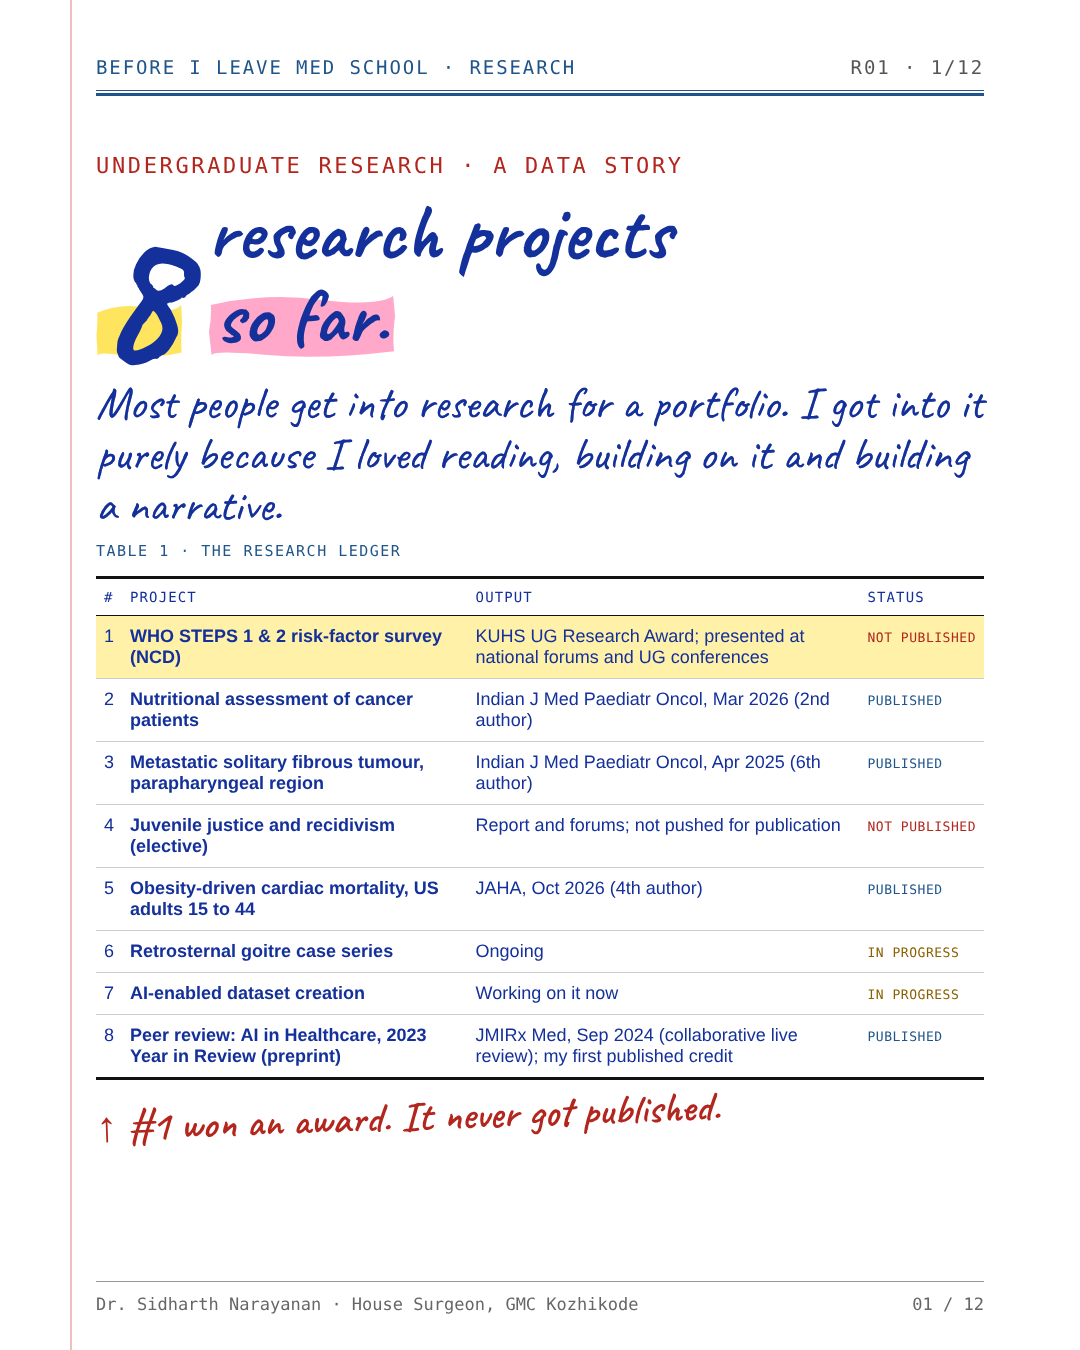 BEFORE I LEAVE MED SCHOOL · RESEARCH
R01 · 1/12
UNDERGRADUATE RESEARCH · A DATA STORY
8 research projects
so far.
Most people get into research for a portfolio. I got into it
purely because I loved reading, building on it and building
a narrative.
TABLE 1 · THE RESEARCH LEDGER
# PROJECT OUTPUT STATUS
1 WHO STEPS 1 & 2 risk-factor survey KUHS UG Research Award; presented at NOT PUBLISHED
(NCD) national forums and UG conferences
2 Nutritional assessment of cancer Indian J Med Paediatr Oncol, Mar 2026 (2nd PUBLISHED
patients author)
3 Metastatic solitary fibrous tumour, Indian J Med Paediatr Oncol, Apr 2025 (6th PUBLISHED
parapharyngeal region author)
4 Juvenile justice and recidivism Report and forums; not pushed for publication NOT PUBLISHED
(elective)
5 Obesity-driven cardiac mortality, US JAHA, Oct 2026 (4th author) PUBLISHED
adults 15 to 44
6 Retrosternal goitre case series Ongoing IN PROGRESS
7 AI-enabled dataset creation Working on it now IN PROGRESS
8 Peer review: AI in Healthcare, 2023 JMIRx Med, Sep 2024 (collaborative live PUBLISHED
Year in Review (preprint) review); my first published credit
↑ #1 won an award. It never got published.
Dr. Sidharth Narayanan · House Surgeon, GMC Kozhikode
01 / 12